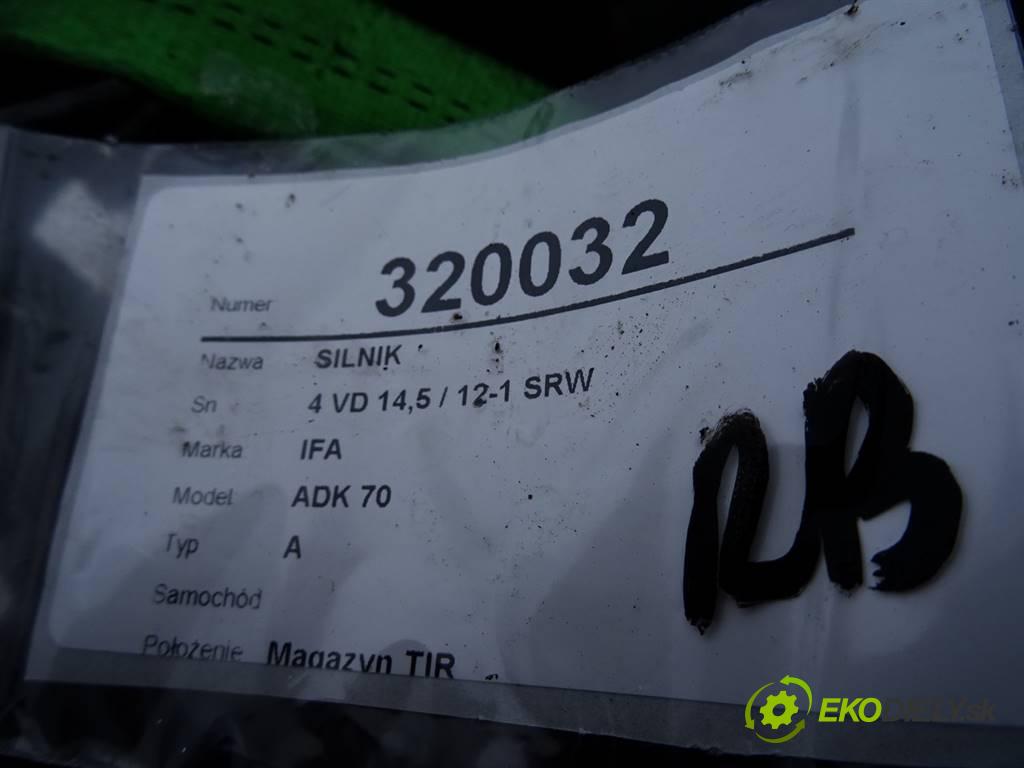 Numer 320032
Nazwa SILNIK
Sn 4 VD 14,5 / 12-1 SRW
Marka IFA
Model ADK 70
Typ A
Samochód
Położenie Magazyn TIR
RB
EKODIELY.sk